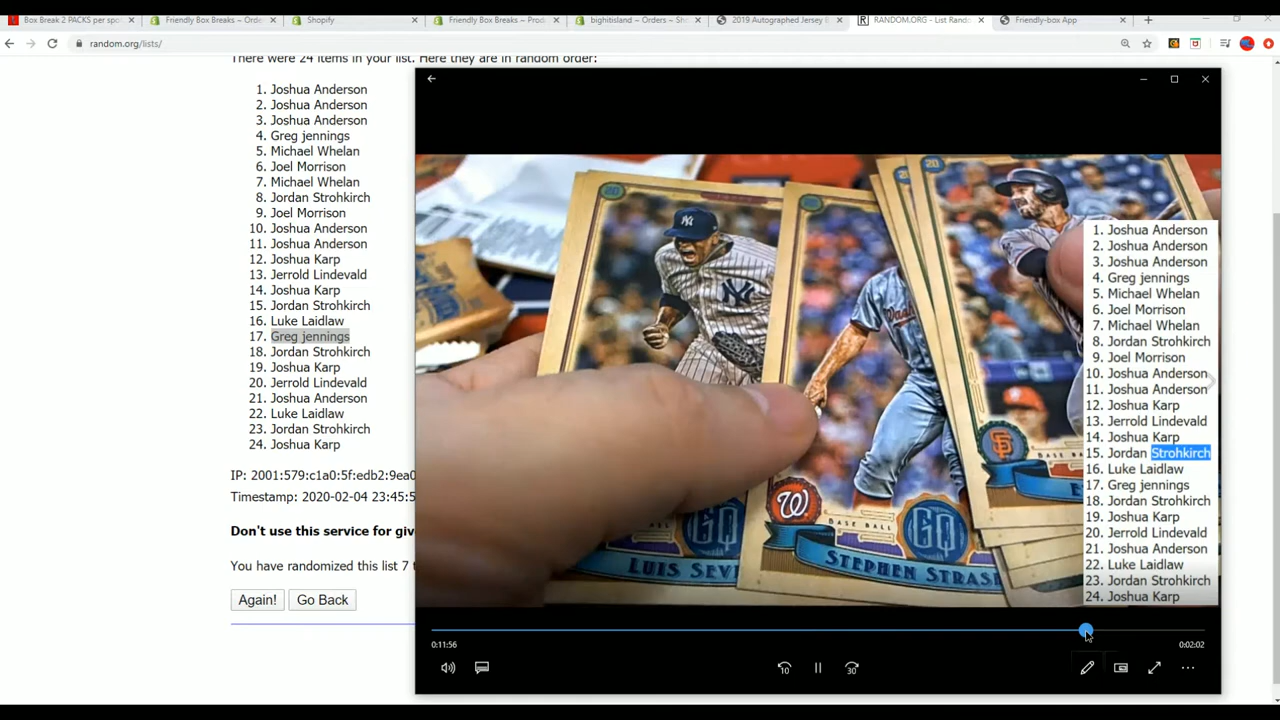 Box Break 2 PACKS per spo
Friendly Box Breaks ~ Orde
Shopify
Friendly Box Breaks ~ Prod
bightisland ~ Orders ~ Sho
2019 Autographed Jersey B
RANDOM.ORG - List Rando
Friendly-box App
random.org/lists/
There were 24 items in your list. Here they are in random order:
1. Joshua Anderson
2. Joshua Anderson
3. Joshua Anderson
4. Greg jennings
5. Michael Whelan
6. Joel Morrison
7. Michael Whelan
8. Jordan Strohkirch
9. Joel Morrison
10. Joshua Anderson
11. Joshua Anderson
12. Joshua Karp
13. Jerrold Lindevald
14. Joshua Karp
15. Jordan Strohkirch
16. Luke Laidlaw
17. Greg jennings
18. Jordan Strohkirch
19. Joshua Karp
20. Jerrold Lindevald
21. Joshua Anderson
22. Luke Laidlaw
23. Jordan Strohkirch
24. Joshua Karp
IP: 2001:579:c1a0:5f:edb2:9ea0
Timestamp: 2020-02-04 23:45:5
Don't use this service for giv
You have randomized this list 7 t
Again!
Go Back
20
20
W
GQ
GQ
BASE BALL
LUIS SEV
STEPHEN STRAS
1. Joshua Anderson
2. Joshua Anderson
3. Joshua Anderson
4. Greg jennings
5. Michael Whelan
6. Joel Morrison
7. Michael Whelan
8. Jordan Strohkirch
9. Joel Morrison
10. Joshua Anderson
11. Joshua Anderson
12. Joshua Karp
13. Jerrold Lindevald
14. Joshua Karp
15. Jordan Strohkirch
16. Luke Laidlaw
17. Greg jennings
18. Jordan Strohkirch
19. Joshua Karp
20. Jerrold Lindevald
21. Joshua Anderson
22. Luke Laidlaw
23. Jordan Strohkirch
24. Joshua Karp
0:11:56
0:02:02
10
30